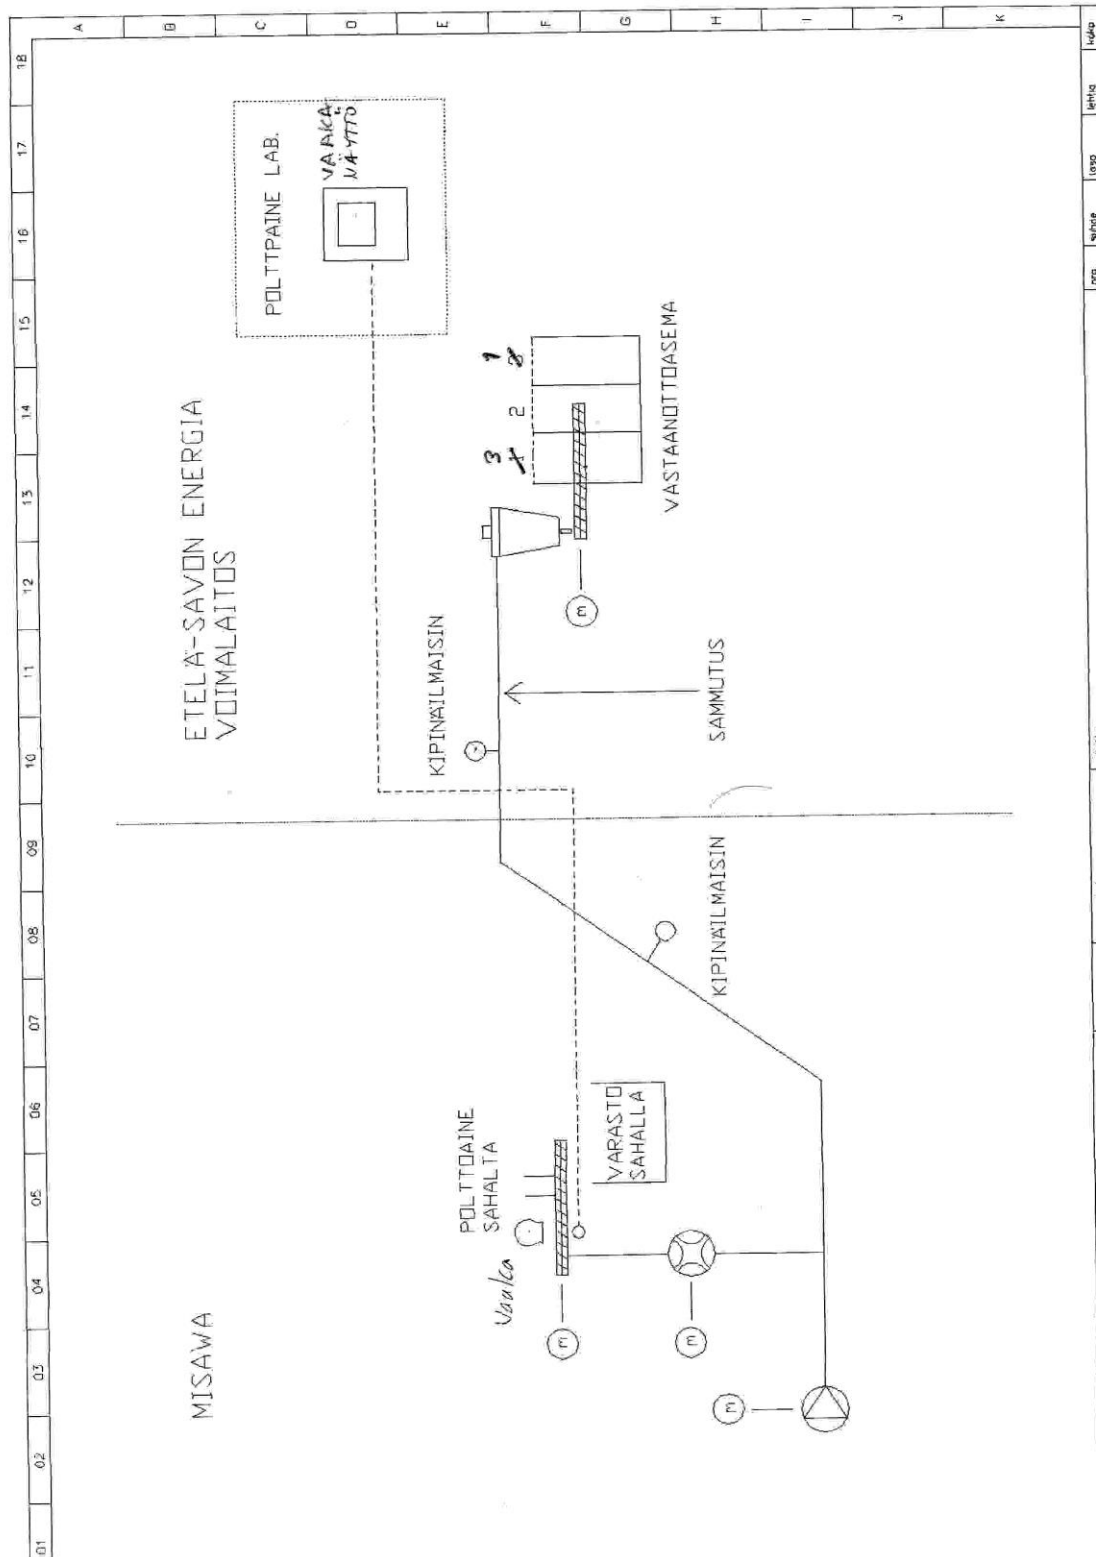 A
B
C
D
E
F
G
H
I
J
K
18
17
16
15
14
13
12
11
10
09
08
07
06
05
04
03
02
01
koko
lehtiö
POLTTPAINE LAB.
VAAKA
NÄYTTÖ
ETELÄ-SAVON ENERGIA
VOIMALAITOS
3
2
1
VASTAANOTTOASEMA
m
KIPINÄILMAISIN
SAMMUTUS
MISAWA
KIPINÄILMAISIN
POLTTOAINE
SAHALTA
Vaaka
VARASTO
SAHALLA
m
m
m